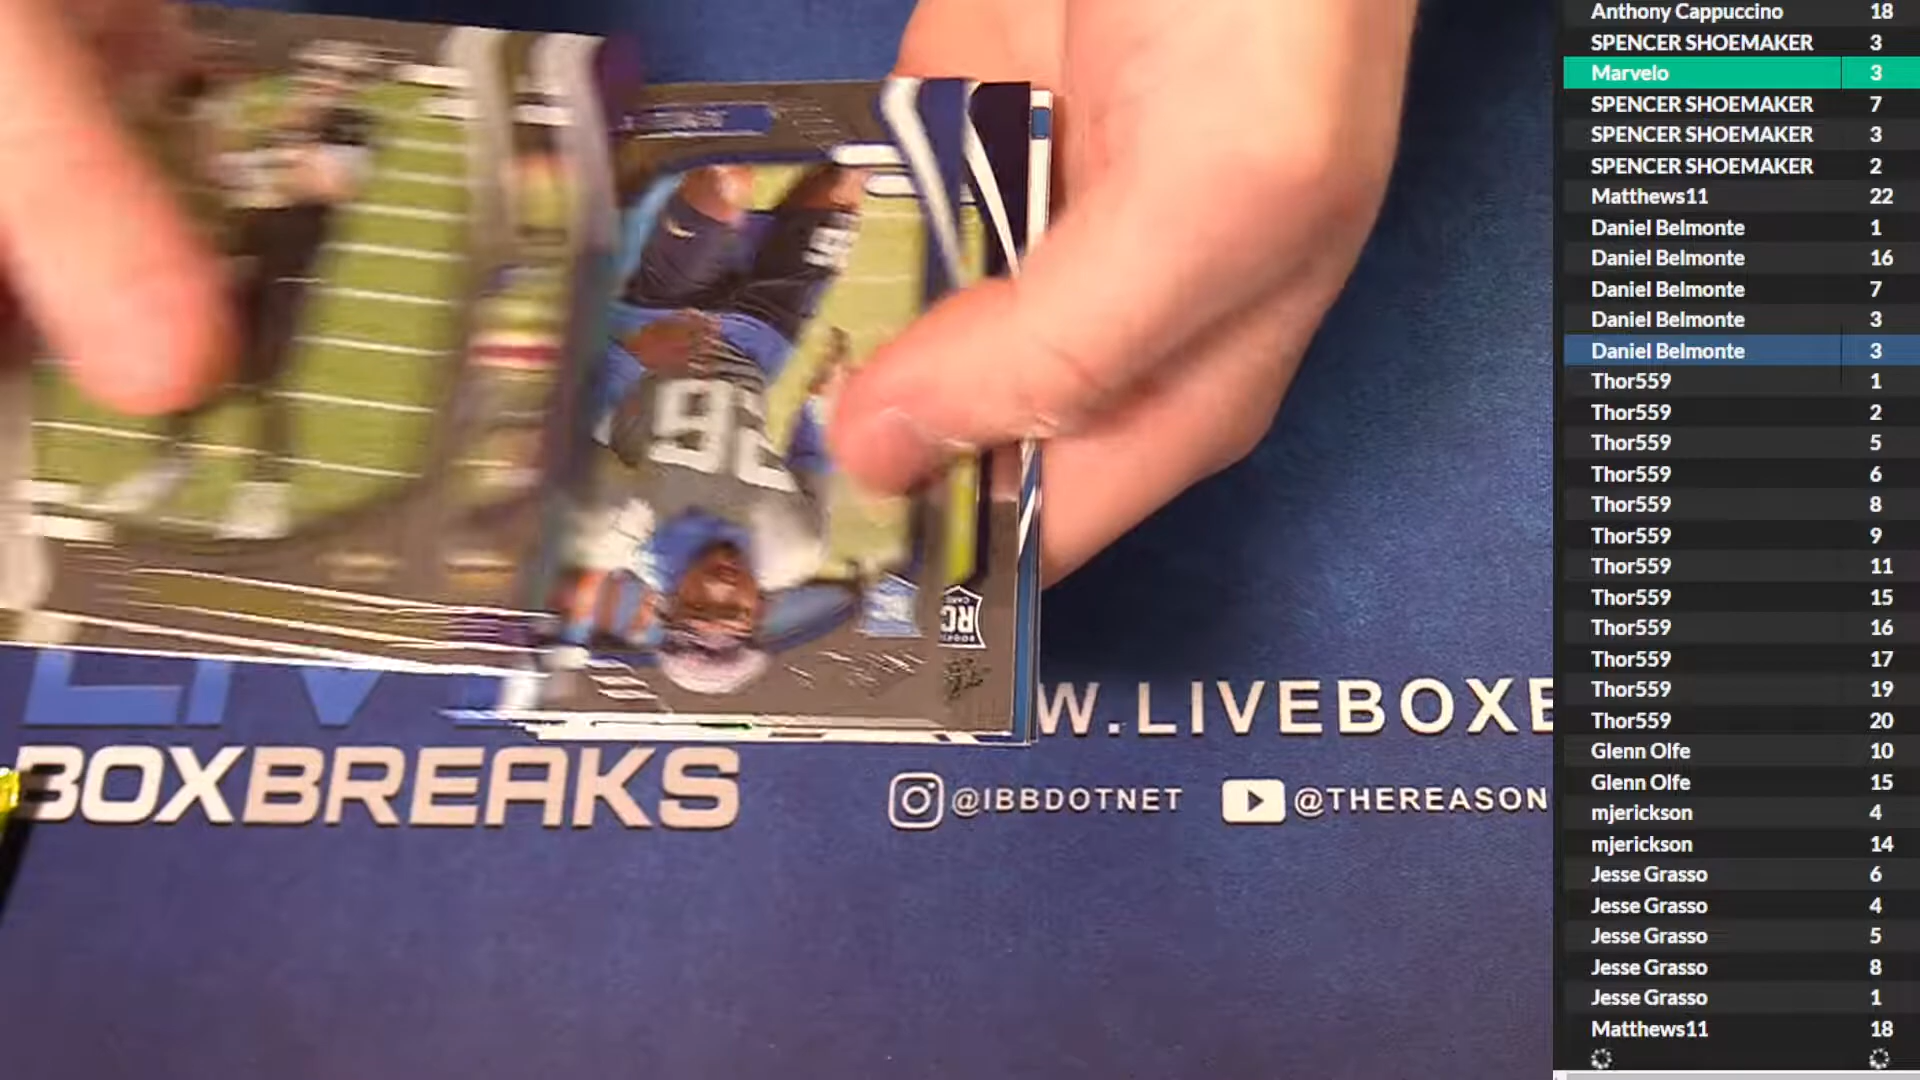 Anthony Cappuccino 18
SPENCER SHOEMAKER 3
Marvelo 3
SPENCER SHOEMAKER 7
SPENCER SHOEMAKER 3
SPENCER SHOEMAKER 2
Matthews11 22
Daniel Belmonte 1
Daniel Belmonte 16
Daniel Belmonte 7
Daniel Belmonte 3
Daniel Belmonte 3
Thor559 1
Thor559 2
Thor559 5
Thor559 6
Thor559 8
Thor559 9
Thor559 11
Thor559 15
Thor559 16
Thor559 17
Thor559 19
Thor559 20
Glenn Olfe 10
Glenn Olfe 15
mjerickson 4
mjerickson 14
Jesse Grasso 6
Jesse Grasso 4
Jesse Grasso 5
Jesse Grasso 8
Jesse Grasso 1
Matthews11 18
26
RC
LIV
BOXBREAKS
W.LIVEBOXB
@IBBDOTNET
@THEREASON